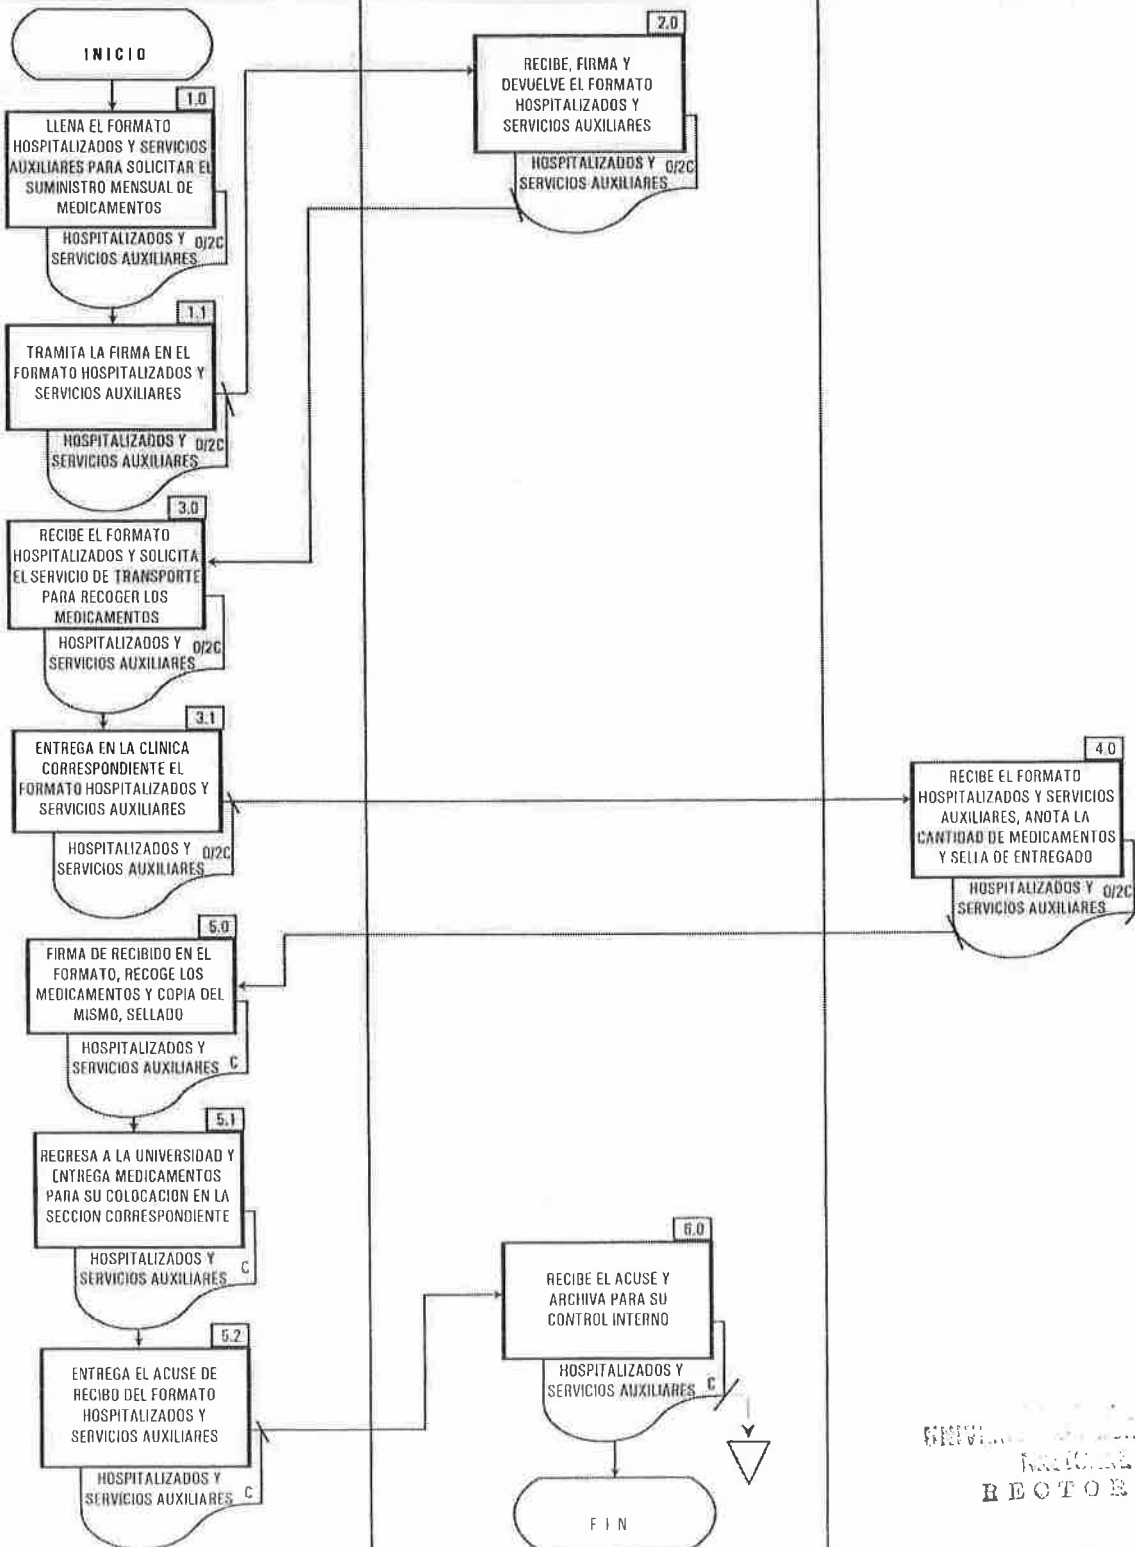 INICIO
1.0
LLENA EL FORMATO
HOSPITALIZADOS Y SERVICIOS
AUXILIARES PARA SOLICITAR EL
SUMINISTRO MENSUAL DE
MEDICAMENTOS
HOSPITALIZADOS Y 0/2C
SERVICIOS AUXILIARES
1.1
TRAMITA LA FIRMA EN EL
FORMATO HOSPITALIZADOS Y
SERVICIOS AUXILIARES
HOSPITALIZADOS Y 0/2C
SERVICIOS AUXILIARES
2.0
RECIBE, FIRMA Y
DEVUELVE EL FORMATO
HOSPITALIZADOS Y
SERVICIOS AUXILIARES
HOSPITALIZADOS Y 0/2C
SERVICIOS AUXILIARES
3.0
RECIBE EL FORMATO
HOSPITALIZADOS Y SOLICITA
EL SERVICIO DE TRANSPORTE
PARA RECOGER LOS
MEDICAMENTOS
HOSPITALIZADOS Y 0/2C
SERVICIOS AUXILIARES
3.1
ENTREGA EN LA CLINICA
CORRESPONDIENTE EL
FORMATO HOSPITALIZADOS Y
SERVICIOS AUXILIARES
HOSPITALIZADOS Y 0/2C
SERVICIOS AUXILIARES
4.0
RECIBE EL FORMATO
HOSPITALIZADOS Y SERVICIOS
AUXILIARES, ANOTA LA
CANTIDAD DE MEDICAMENTOS
Y SELLA DE ENTREGADO
HOSPITALIZADOS Y 0/2C
SERVICIOS AUXILIARES
5.0
FIRMA DE RECIBIDO EN EL
FORMATO, RECOGE LOS
MEDICAMENTOS Y COPIA DEL
MISMO, SELLADO
HOSPITALIZADOS Y
SERVICIOS AUXILIARES C
5.1
REGRESA A LA UNIVERSIDAD Y
ENTREGA MEDICAMENTOS
PARA SU COLOCACION EN LA
SECCION CORRESPONDIENTE
HOSPITALIZADOS Y
SERVICIOS AUXILIARES C
5.2
ENTREGA EL ACUSE DE
RECIBO DEL FORMATO
HOSPITALIZADOS Y
SERVICIOS AUXILIARES
HOSPITALIZADOS Y
SERVICIOS AUXILIARES C
6.0
RECIBE EL ACUSE Y
ARCHIVA PARA SU
CONTROL INTERNO
HOSPITALIZADOS Y
SERVICIOS AUXILIARES C
FIN
RECTOR